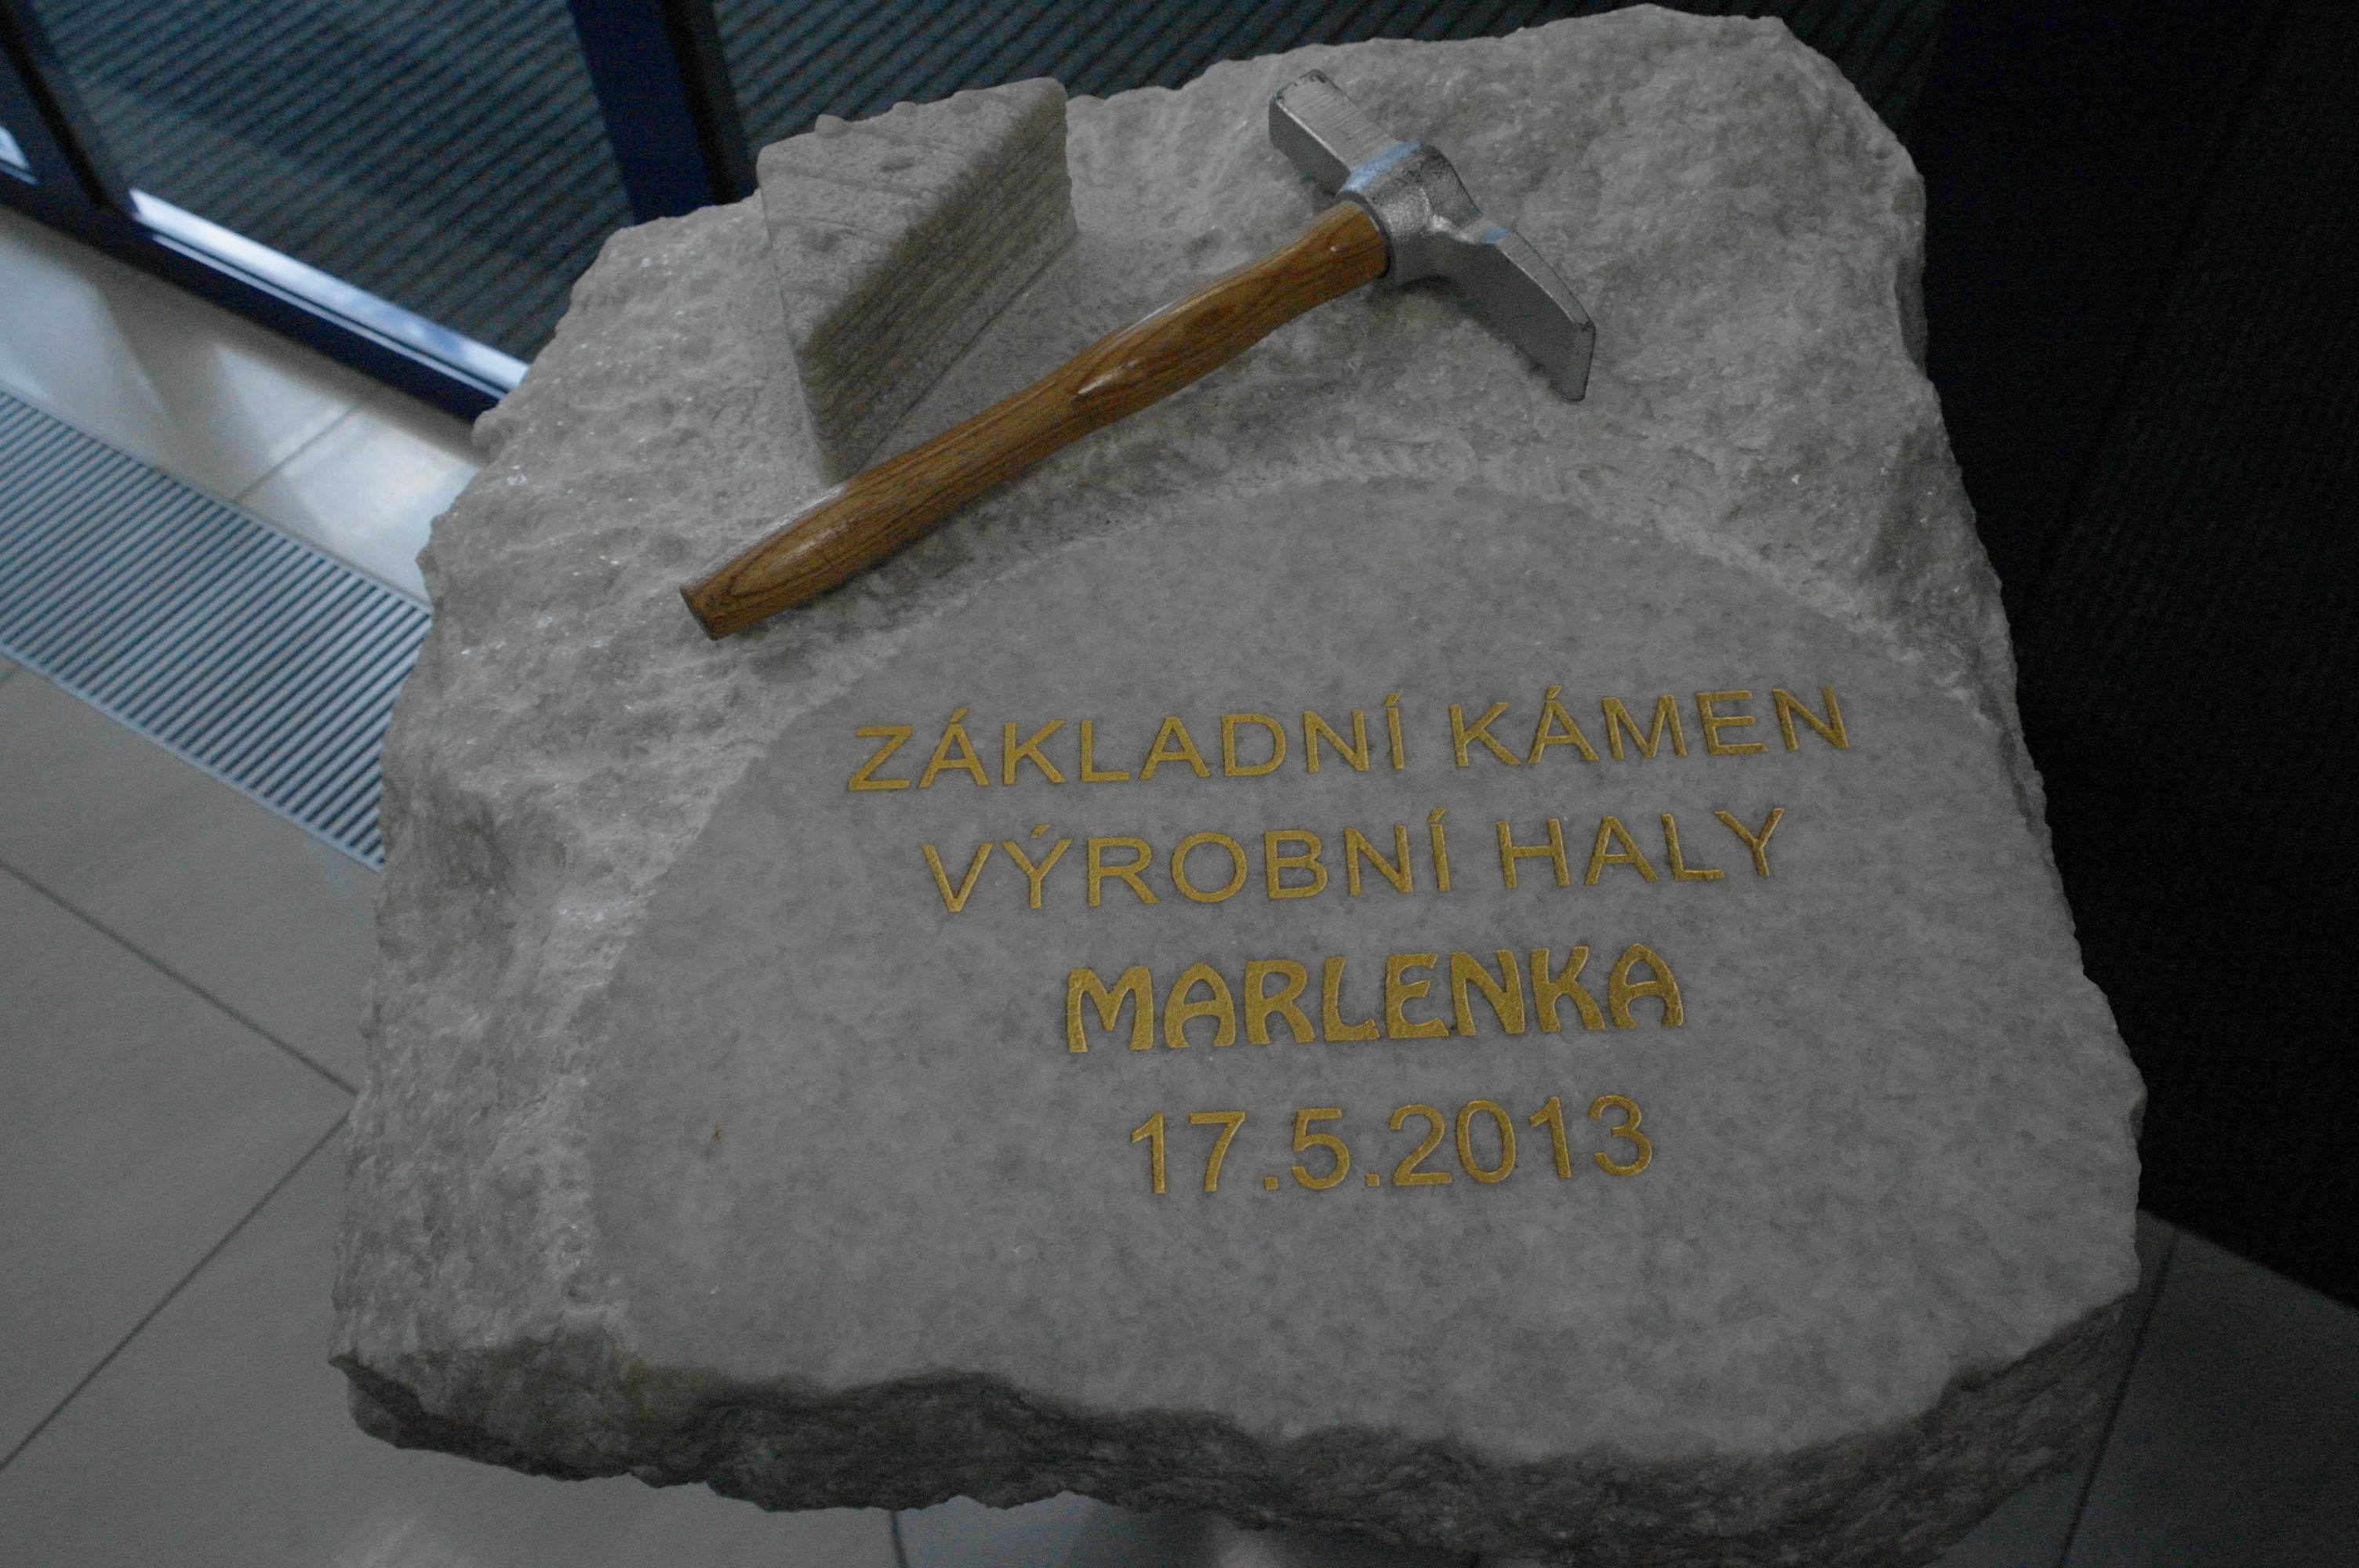 ZÁKLADNÍ KÁMEN
VÝROBNÍ HALY
MARLENKA
17.5.2013